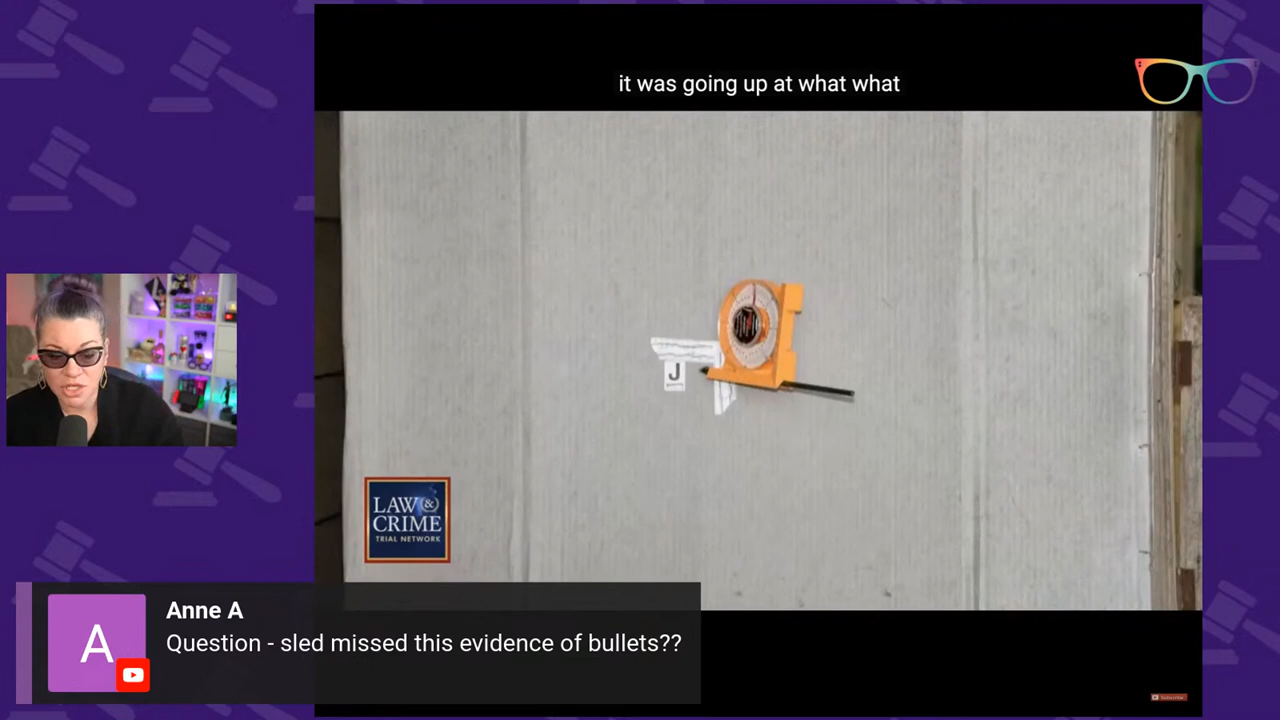 it was going up at what what
J
LAW &
CRIME
TRIAL NETWORK
A
Anne A
Question - sled missed this evidence of bullets??
Subscribe